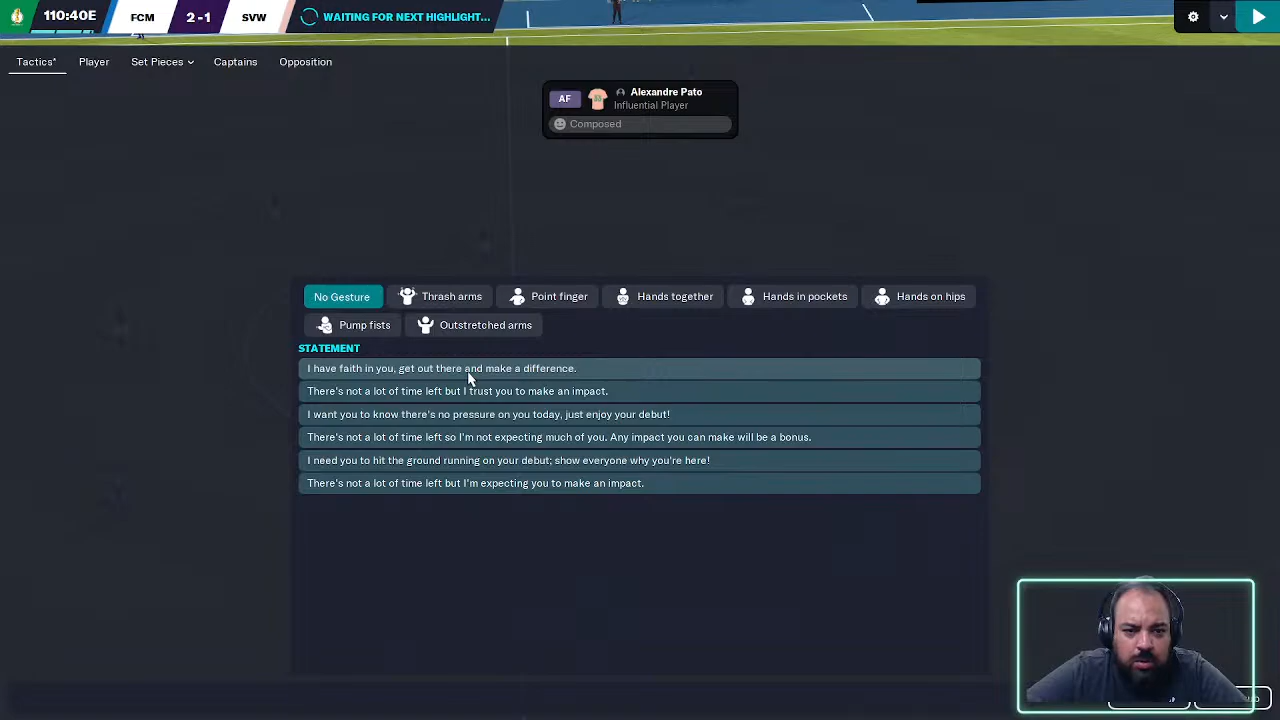 110:40E FCM 2 - 1 SVW WAITING FOR NEXT HIGHLIGHT...
Tactics* Player Set Pieces Captains Opposition
AF Alexandre Pato
Influential Player
Composed
No Gesture Thrash arms Point finger Hands together Hands in pockets Hands on hips
Pump fists Outstretched arms
STATEMENT
I have faith in you, get out there and make a difference.
There's not a lot of time left but I trust you to make an impact.
I want you to know there's no pressure on you today, just enjoy your debut!
There's not a lot of time left so I'm not expecting much of you. Any impact you can make will be a bonus.
I need you to hit the ground running on your debut; show everyone why you're here!
There's not a lot of time left but I'm expecting you to make an impact.